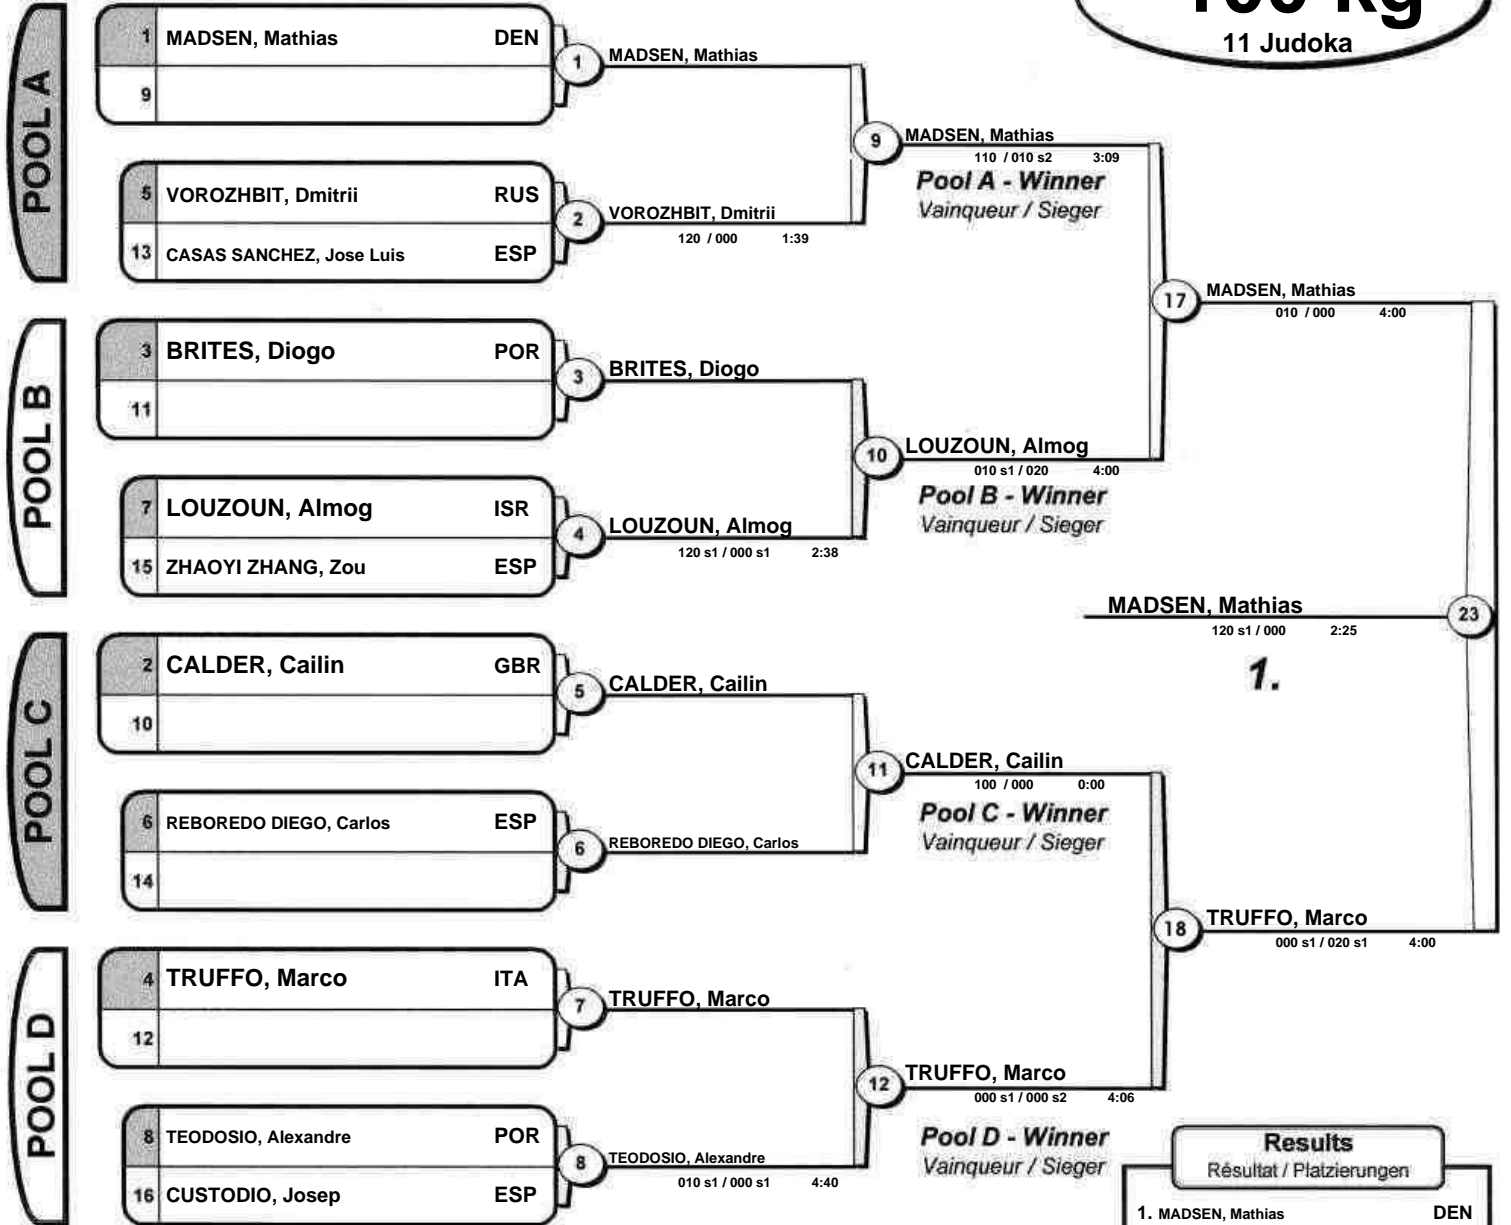 100 kg
11 Judoka
POOL A
1 MADSEN, Mathias DEN
9
5 VOROZHBIT, Dmitrii RUS
13 CASAS SANCHEZ, Jose Luis ESP
1 MADSEN, Mathias
2 VOROZHBIT, Dmitrii
120 / 000 1:39
9 MADSEN, Mathias
110 / 010 s2 3:09
Pool A - Winner
Vainqueur / Sieger
POOL B
3 BRITES, Diogo POR
11
7 LOUZOUN, Almog ISR
15 ZHAOYI ZHANG, Zou ESP
3 BRITES, Diogo
4 LOUZOUN, Almog
120 s1 / 000 s1 2:38
10 LOUZOUN, Almog
010 s1 / 020 4:00
Pool B - Winner
Vainqueur / Sieger
17 MADSEN, Mathias
010 / 000 4:00
MADSEN, Mathias 23
120 s1 / 000 2:25
1.
POOL C
2 CALDER, Cailin GBR
10
6 REBOREDO DIEGO, Carlos ESP
14
5 CALDER, Cailin
6 REBOREDO DIEGO, Carlos
11 CALDER, Cailin
100 / 000 0:00
Pool C - Winner
Vainqueur / Sieger
18 TRUFFO, Marco
000 s1 / 020 s1 4:00
POOL D
4 TRUFFO, Marco ITA
12
8 TEODOSIO, Alexandre POR
16 CUSTODIO, Josep ESP
7 TRUFFO, Marco
8 TEODOSIO, Alexandre
010 s1 / 000 s1 4:40
12 TRUFFO, Marco
000 s1 / 000 s2 4:06
Pool D - Winner
Vainqueur / Sieger
Results
Résultat / Platzierungen
1. MADSEN, Mathias DEN